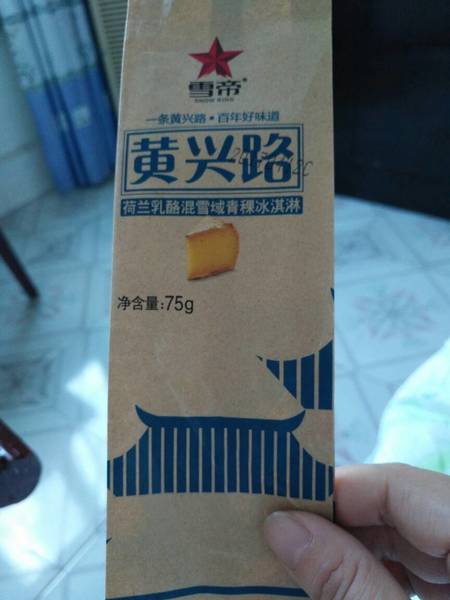 雪帝®
SNOW KING
一条黄兴路·百年好味道
黄兴路
荷兰乳酪混雪域青稞冰淇淋
净含量:75g